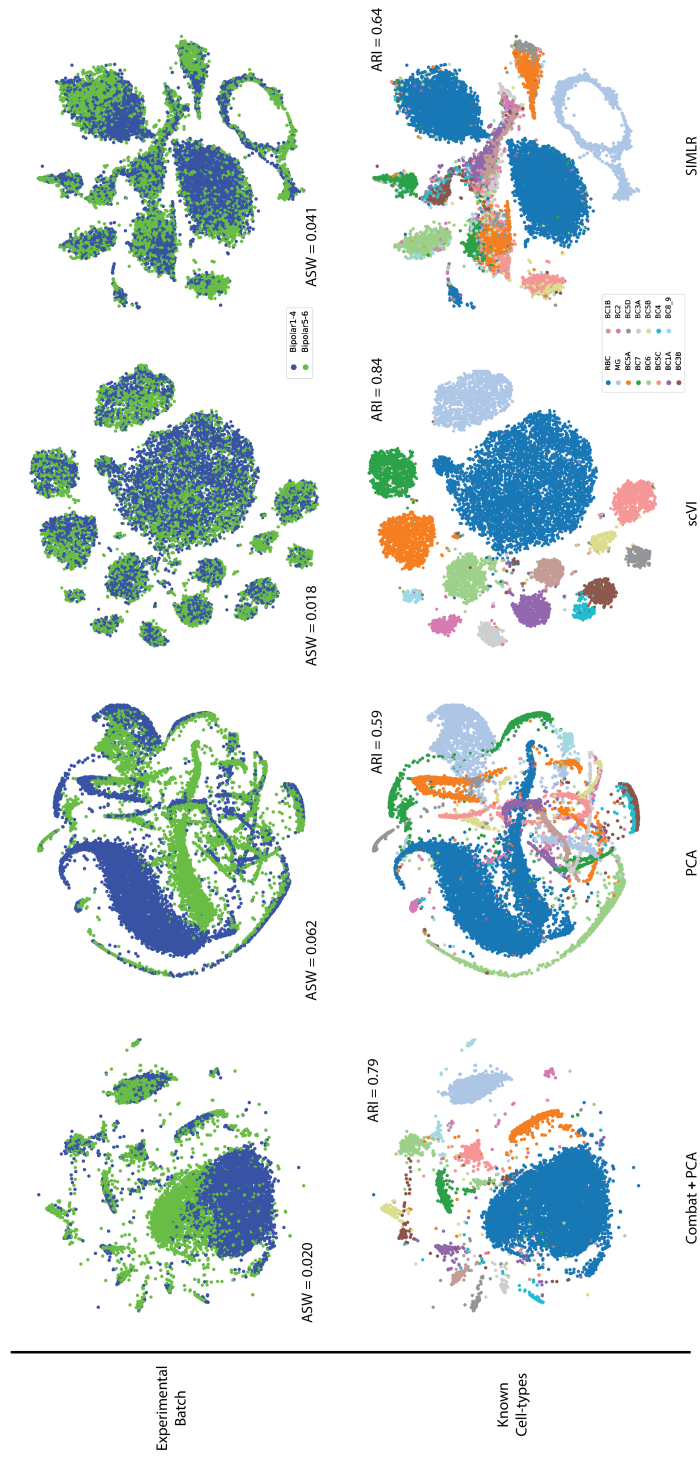 Experimental
Batch
ASW = 0.020
ASW = 0.062
ASW = 0.018
ASW = 0.041
Bipolar1-4
Bipolar5-6
Known
Cell-types
ARI = 0.79
ARI = 0.59
ARI = 0.84
ARI = 0.64
RBC
MG
BC5A
BC7
BC6
BC5C
BC1A
BC3B
BC1B
BC2
BC5D
BC3A
BC5B
BC4
BC8_9
Combat + PCA
PCA
scVI
SIMLR